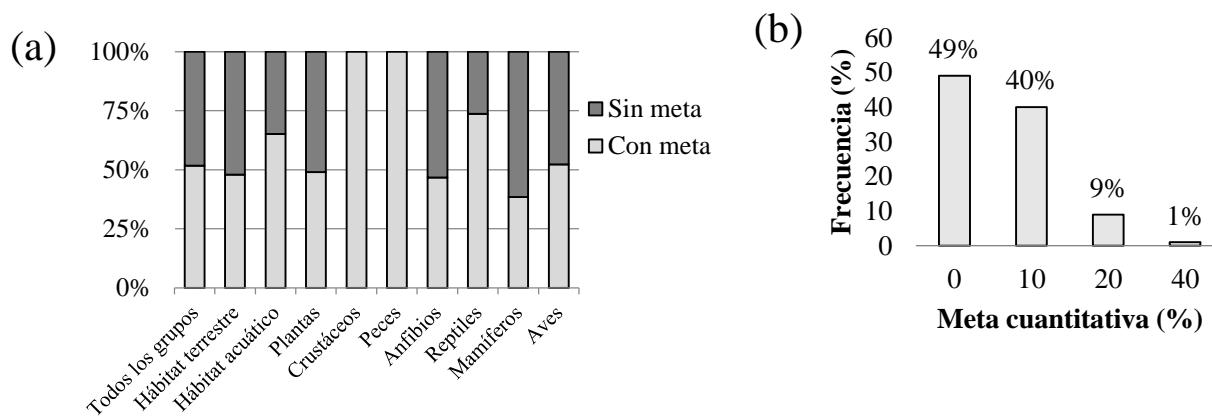 (a)
100%
75%
50%
25%
0%
Todos los grupos
Hábitat terrestre
Hábitat acuático
Plantas
Crustáceos
Peces
Anfibios
Reptiles
Mamíferos
Aves
Sin meta
Con meta
(b)
Frecuencia (%)
60
50
40
30
20
10
0
49%
40%
9%
1%
0 10 20 40
Meta cuantitativa (%)